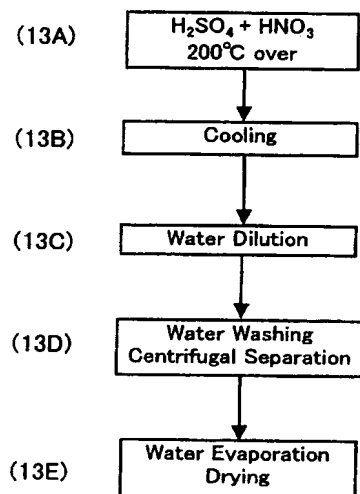 (13A)
H₂SO₄ + HNO₃
200°C over
(13B)
Cooling
(13C)
Water Dilution
(13D)
Water Washing
Centrifugal Separation
(13E)
Water Evaporation
Drying